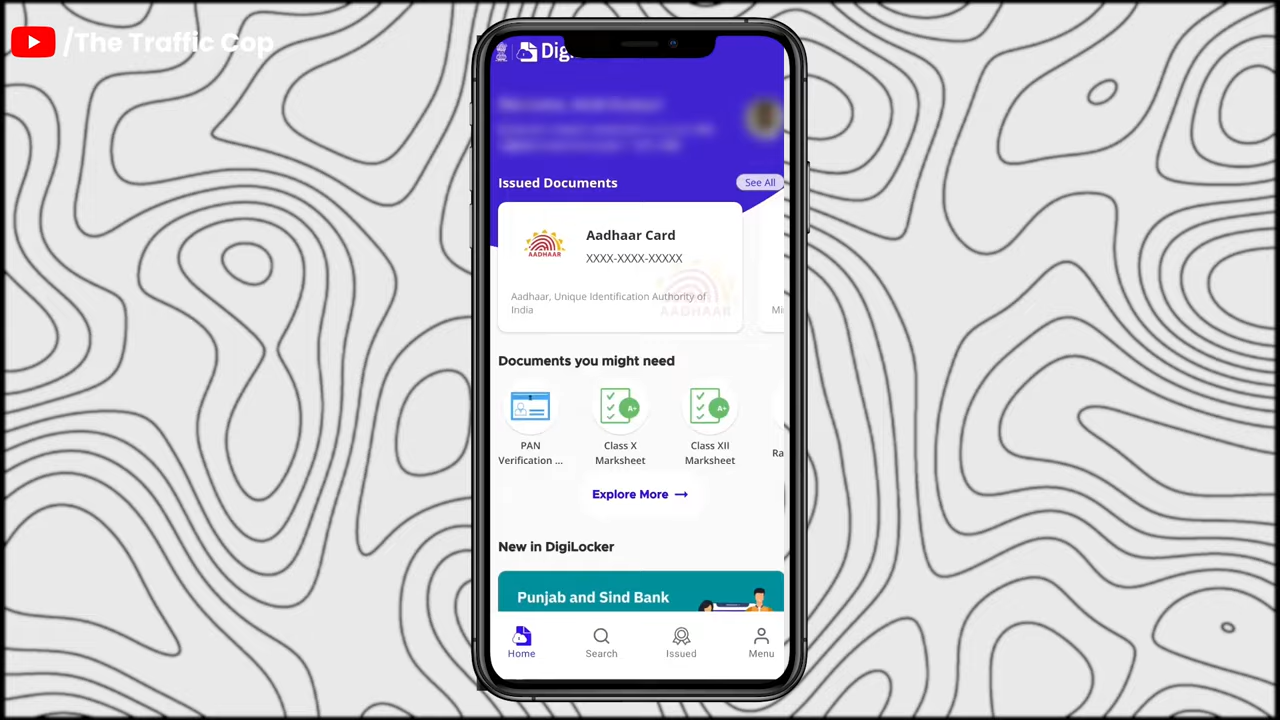 /The Traffic Cop
Issued Documents
See All
AADHAAR
Aadhaar Card
XXXX-XXXX-XXXXX
Aadhaar, Unique Identification Authority of
India
AADHAAR
Documents you might need
PAN
Verification ...
Class X
Marksheet
Class XII
Marksheet
A+
A+
Explore More →
New in DigiLocker
Punjab and Sind Bank
Home
Search
Issued
Menu